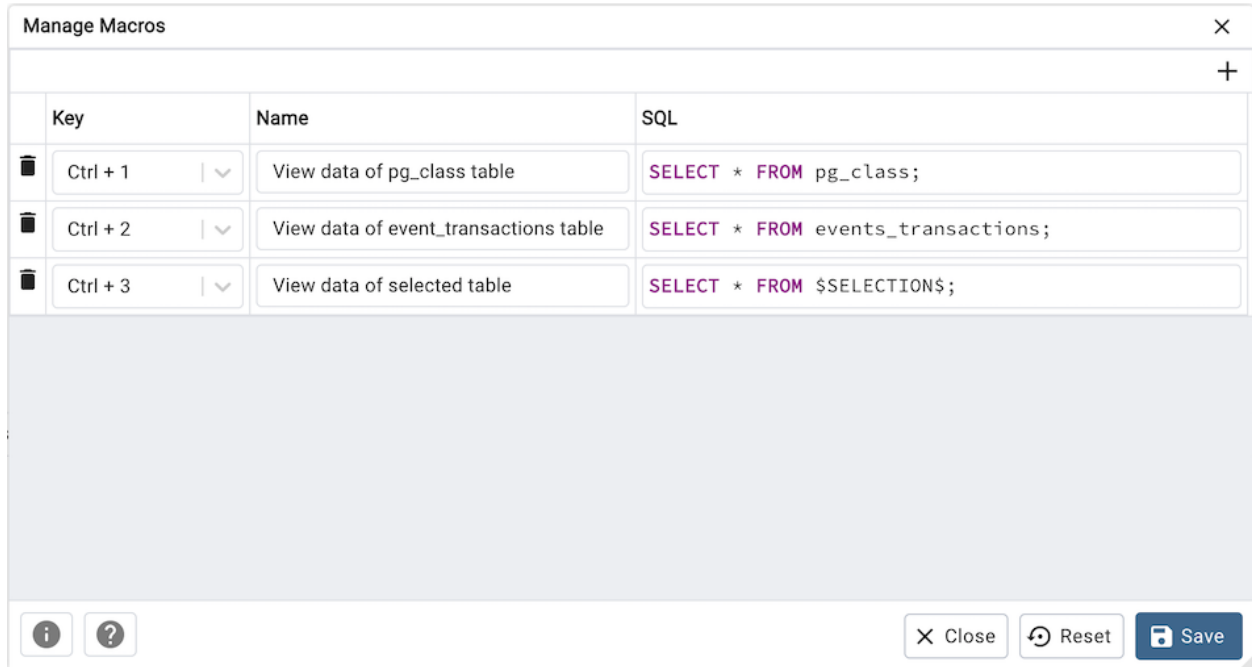 Manage Macros
Key Name SQL
Ctrl + 1 View data of pg_class table SELECT * FROM pg_class;
Ctrl + 2 View data of event_transactions table SELECT * FROM events_transactions;
Ctrl + 3 View data of selected table SELECT * FROM $SELECTION$;
Close Reset Save